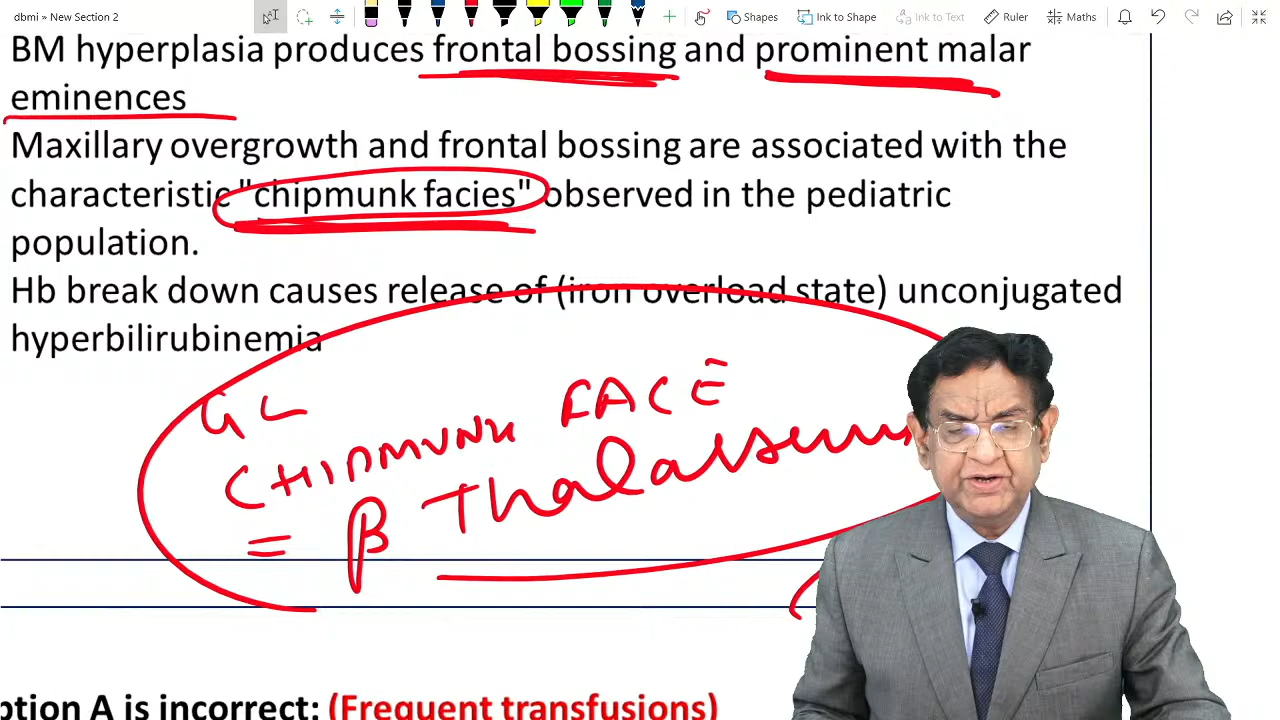 dbmi » New Section 2
Shapes Ink to Shape Ink to Text Ruler Maths
BM hyperplasia produces frontal bossing and prominent malar
eminences
Maxillary overgrowth and frontal bossing are associated with the
characteristic "chipmunk facies" observed in the pediatric
population.
Hb break down causes release of (iron overload state) unconjugated
hyperbilirubinemia
CHIPMUNK FACE
= β
ption A is incorrect: (Frequent transfusions)